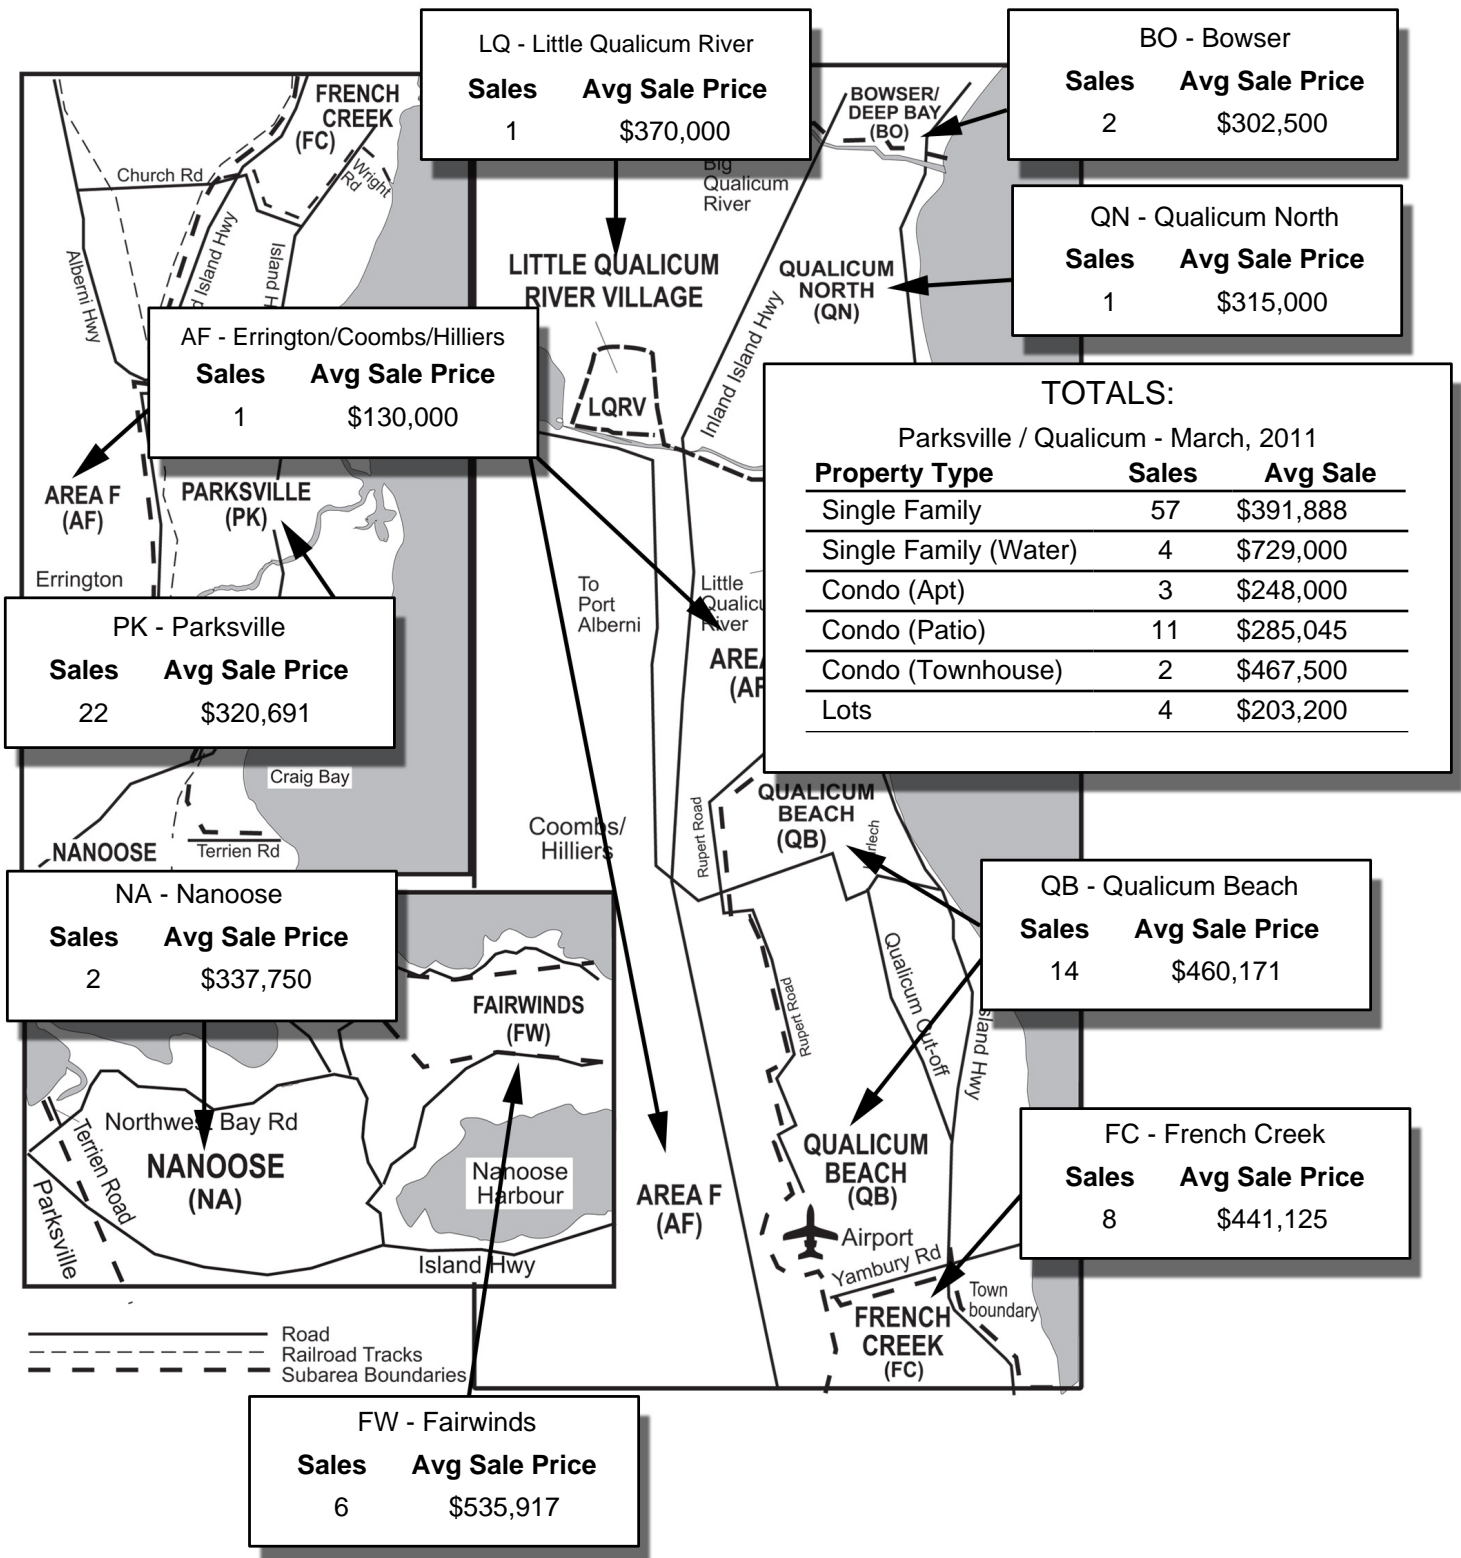 LQ - Little Qualicum River
Sales Avg Sale Price
1 $370,000
BO - Bowser
Sales Avg Sale Price
2 $302,500
FRENCH
CREEK
(FC)
Church Rd
Wright
Rd
Alberni Hwy
Island Hwy
Big
Qualicum
River
BOWSER/
DEEP BAY
(BO)
QN - Qualicum North
Sales Avg Sale Price
1 $315,000
LITTLE QUALICUM
RIVER VILLAGE
QUALICUM
NORTH
(QN)
Inland Island Hwy
LQRV
AF - Errington/Coombs/Hilliers
Sales Avg Sale Price
1 $130,000
TOTALS:
Parksville / Qualicum - March, 2011
Property Type Sales Avg Sale
Single Family 57 $391,888
Single Family (Water) 4 $729,000
Condo (Apt) 3 $248,000
Condo (Patio) 11 $285,045
Condo (Townhouse) 2 $467,500
Lots 4 $203,200
AREA F
(AF)
PARKSVILLE
(PK)
Errington
To
Port
Alberni
Little
River
PK - Parksville
Sales Avg Sale Price
22 $320,691
Craig Bay
Terrien Rd
NANOOSE
Coombs/
Hilliers
Rupert Road
QUALICUM
BEACH
(QB)
NA - Nanoose
Sales Avg Sale Price
2 $337,750
QB - Qualicum Beach
Sales Avg Sale Price
14 $460,171
Qualicum Cut-off
Rupert Road
Island Hwy
FAIRWINDS
(FW)
Northwest Bay Rd
Terrien Road
Parksville
NANOOSE
(NA)
Nanoose
Harbour
Island Hwy
AREA F
(AF)
QUALICUM
BEACH
(QB)
Airport
Yambury Rd
FC - French Creek
Sales Avg Sale Price
8 $441,125
Town
boundary
FRENCH
CREEK
(FC)
Road
Railroad Tracks
Subarea Boundaries
FW - Fairwinds
Sales Avg Sale Price
6 $535,917